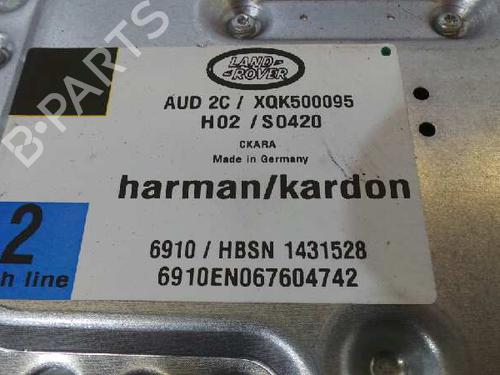 LAND-
-ROVER
AUD 2C / XQK500095
H02 / S0420
CKARA
Made in Germany
harman/kardon
2
h line
6910 / HBSN 1431528
6910EN067604742
B-PARTS